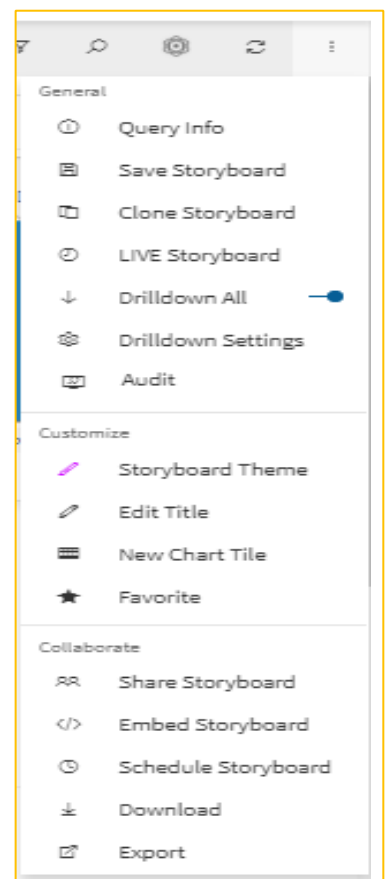 General
Query Info
Save Storyboard
Clone Storyboard
LIVE Storyboard
Drilldown All
Drilldown Settings
Audit
Customize
Storyboard Theme
Edit Title
New Chart Tile
Favorite
Collaborate
Share Storyboard
Embed Storyboard
Schedule Storyboard
Download
Export